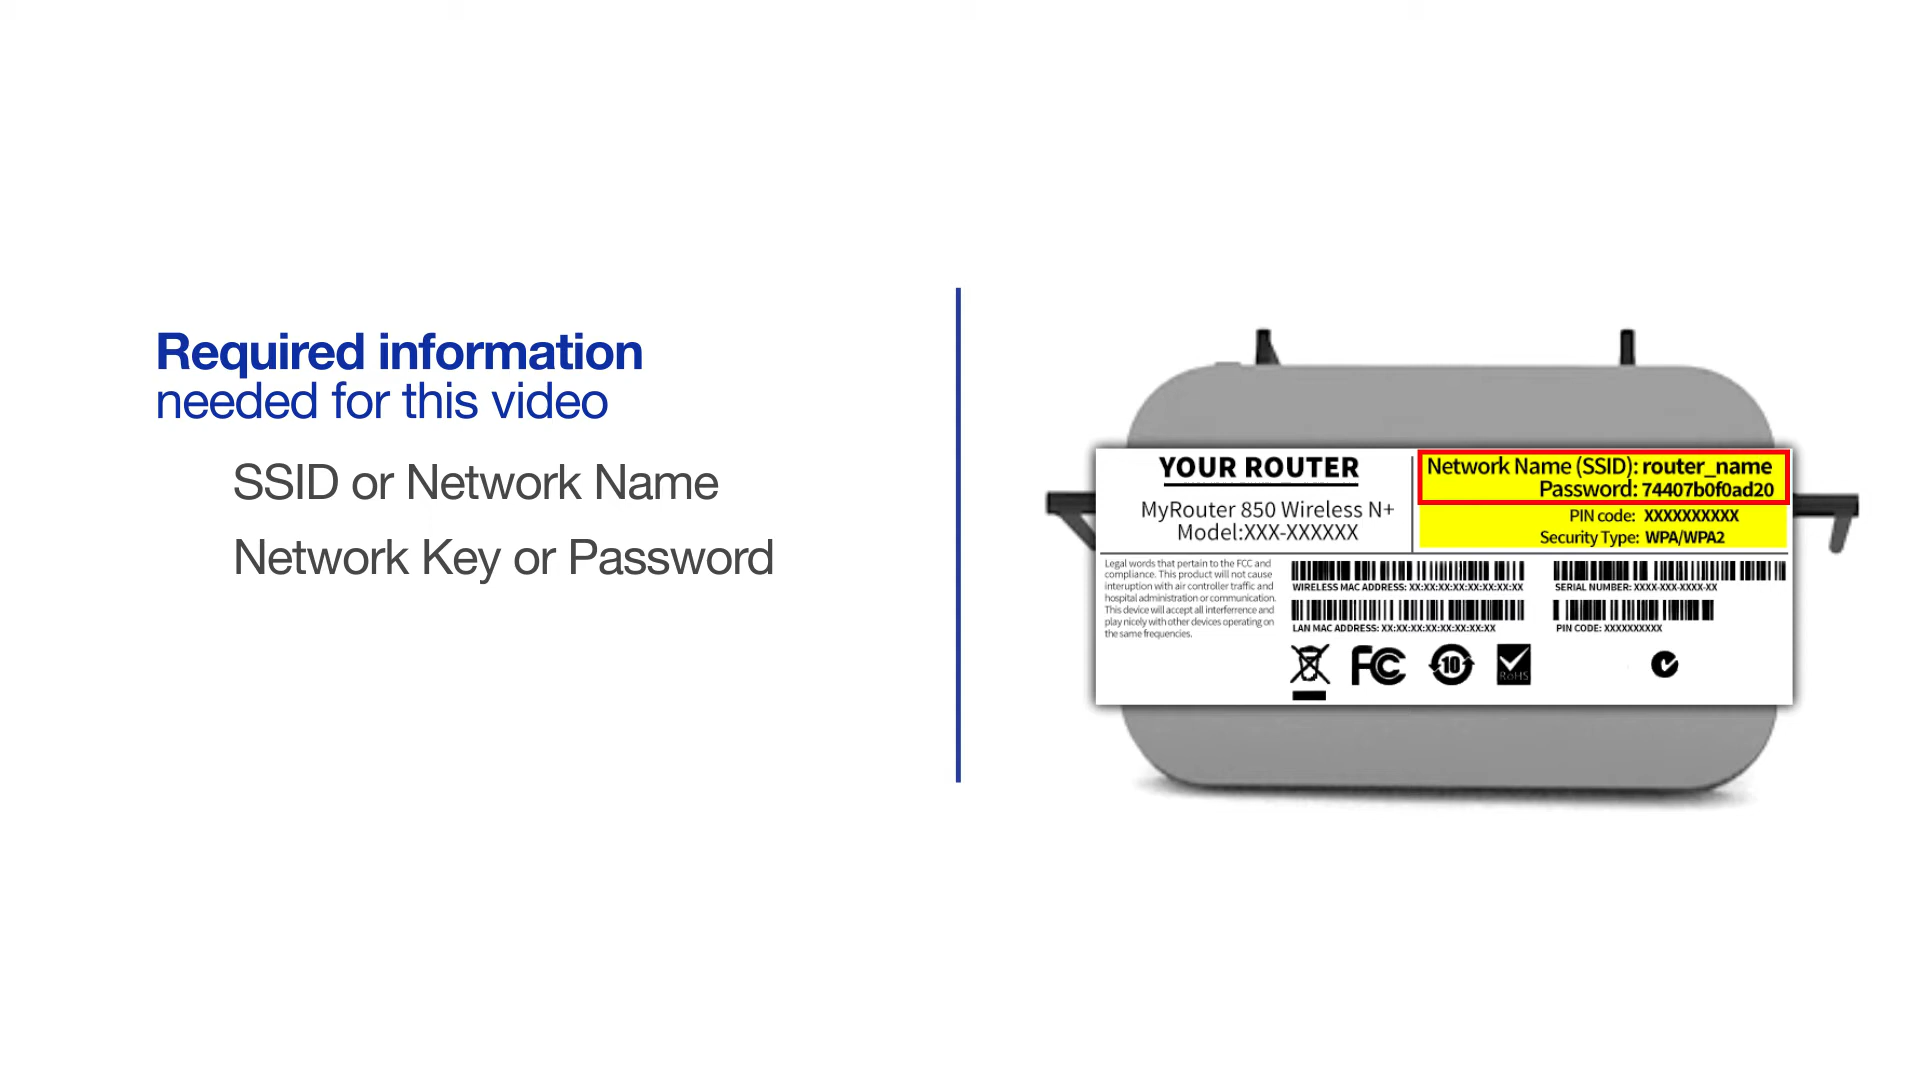 Required information
needed for this video
SSID or Network Name
Network Key or Password
YOUR ROUTER
MyRouter 850 Wireless N+
Model:XXX-XXXXXX
Network Name (SSID): router_name
Password: 74407b0f0ad20
PIN code: XXXXXXXXXX
Security Type: WPA/WPA2
Legal words that pertain to the FCC and
compliance. This product will not cause
interuption with air controller traffic and
hospital administration or communication.
This device will accept all interferrence and
play nicely with other devices operating on
the same frequencies.
WIRELESS MAC ADDRESS: XX:XX:XX:XX:XX:XX:XX:XX
SERIAL NUMBER: XXXX-XXX-XXXX-XX
LAN MAC ADDRESS: XX:XX:XX:XX:XX:XX:XX:XX
PIN CODE: XXXXXXXXXX
FC
10
RoHS